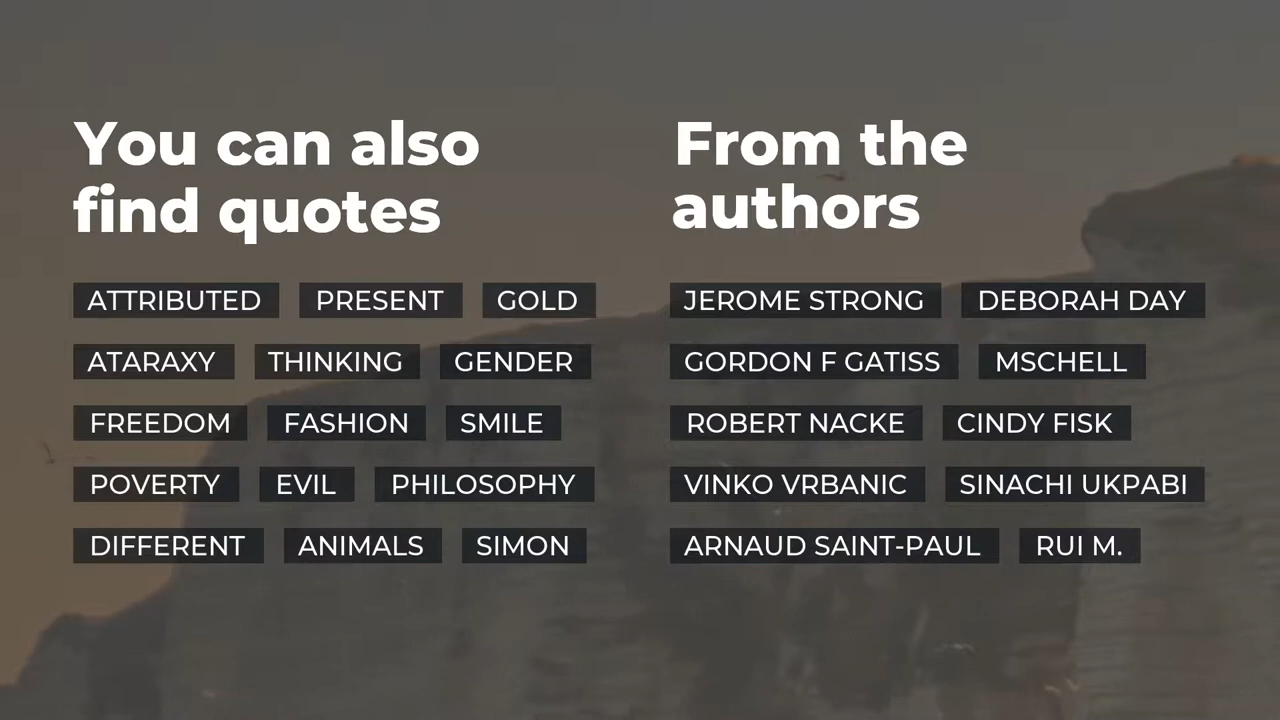 You can also
find quotes
ATTRIBUTED PRESENT GOLD
ATARAXY THINKING GENDER
FREEDOM FASHION SMILE
POVERTY EVIL PHILOSOPHY
DIFFERENT ANIMALS SIMON
From the
authors
JEROME STRONG DEBORAH DAY
GORDON F GATISS MSCHELL
ROBERT NACKE CINDY FISK
VINKO VRBANIC SINACHI UKPABI
ARNAUD SAINT-PAUL RUI M.